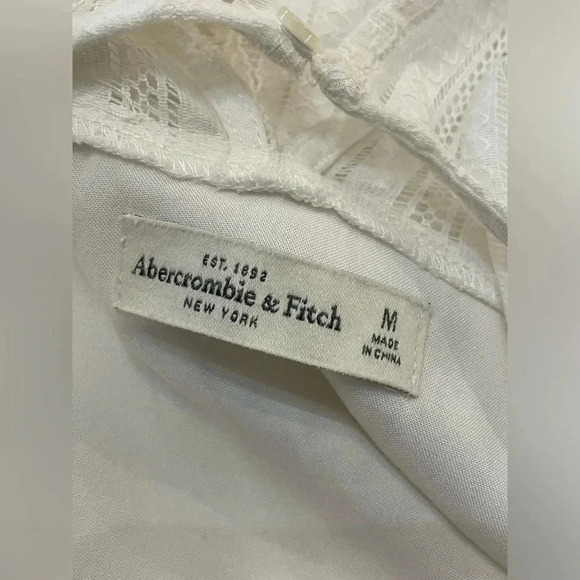 EST. 1892
Abercrombie & Fitch
NEW YORK
M
MADE
IN CHINA